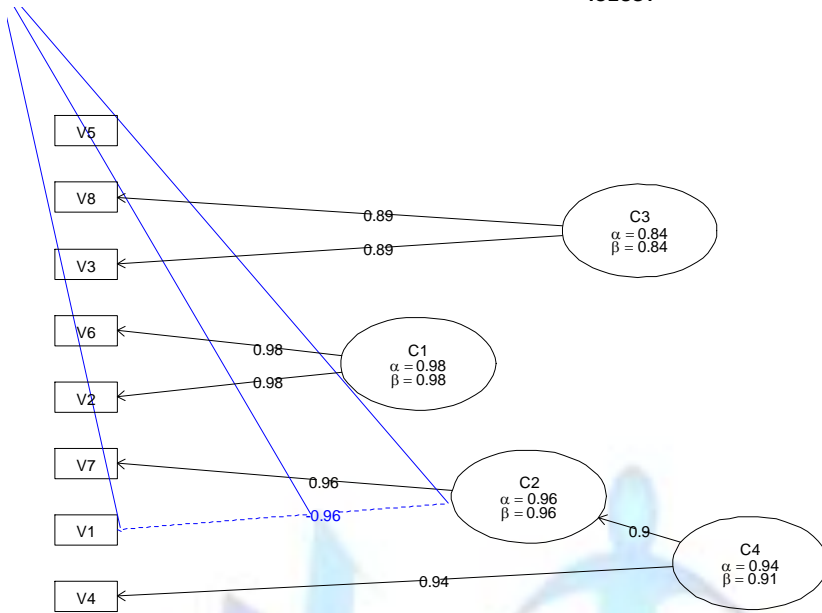 V5
V8
0.89
C3
α = 0.84
β = 0.84
V3
0.89
V6
0.98
C1
α = 0.98
β = 0.98
V2
0.98
V7
0.96
C2
α = 0.96
β = 0.96
V1
-0.96
0.9
C4
α = 0.94
β = 0.91
V4
0.94